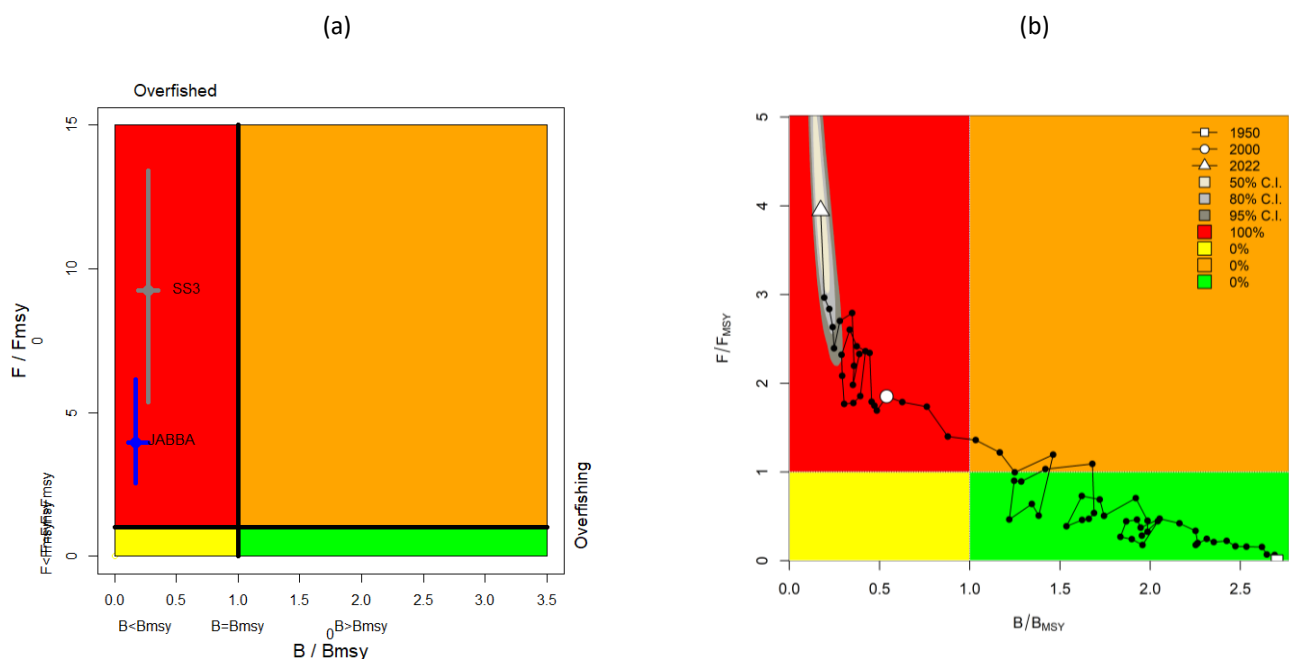 (a)
Overfished
15
10
5
0
F / Fmsy
0
SS3
JABBA
Overfishing
0.0 0.5 1.0 1.5 2.0 2.5 3.0 3.5
B<Bmsy B=Bmsy 0 B>Bmsy
B / Bmsy
(b)
5
4
3
2
1
0
F/FMSY
1950
2000
2022
50% C.I.
80% C.I.
95% C.I.
100%
0%
0%
0%
0.0 0.5 1.0 1.5 2.0 2.5
B/BMSY